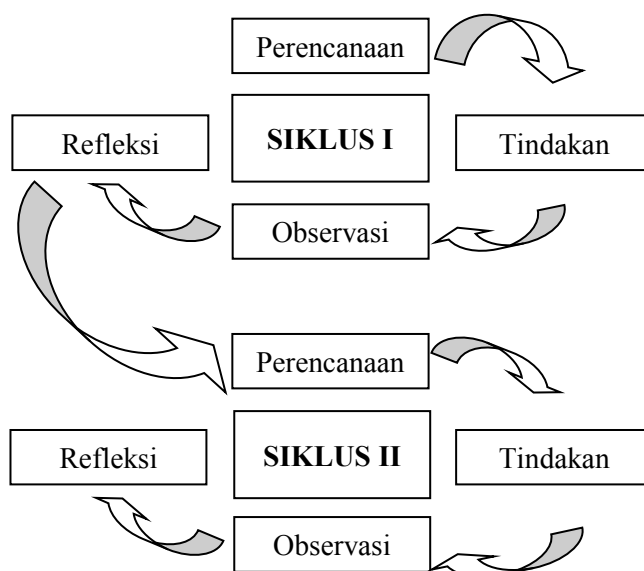 Perencanaan
Refleksi
SIKLUS I
Tindakan
Observasi
Perencanaan
Refleksi
SIKLUS II
Tindakan
Observasi